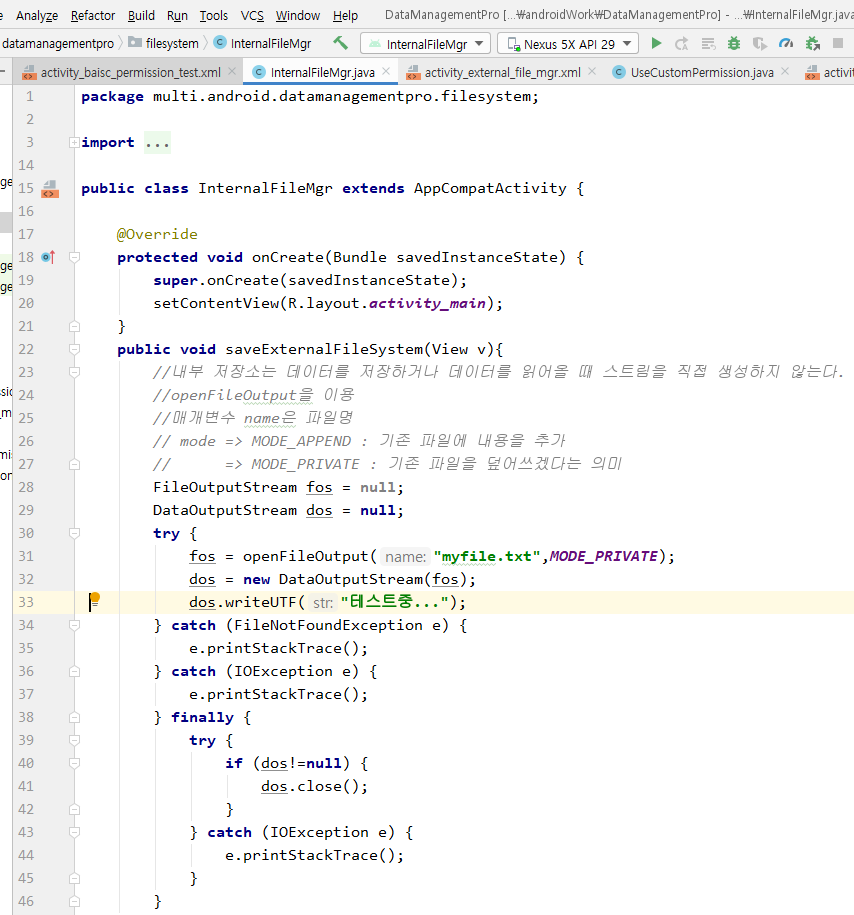 Analyze Refactor Build Run Tools VCS Window Help DataManagementPro [...₩androidWork₩DataManagementPro] - ...₩InternalFileMgr.java
datamanagementpro filesystem InternalFileMgr InternalFileMgr Nexus 5X API 29
activity_baisc_permission_test.xml InternalFileMgr.java activity_external_file_mgr.xml UseCustomPermission.java activit
1 package multi.android.datamanagementpro.filesystem;
2
3 import ...
14
15 public class InternalFileMgr extends AppCompatActivity {
16
17 @Override
18 protected void onCreate(Bundle savedInstanceState) {
19 super.onCreate(savedInstanceState);
20 setContentView(R.layout.activity_main);
21 }
22 public void saveExternalFileSystem(View v){
23 //내부 저장소는 데이터를 저장하거나 데이터를 읽어올 때 스트림을 직접 생성하지 않는다.
24 //openFileOutput을 이용
25 //매개변수 name은 파일명
26 // mode => MODE_APPEND : 기존 파일에 내용을 추가
27 // => MODE_PRIVATE : 기존 파일을 덮어쓰겠다는 의미
28 FileOutputStream fos = null;
29 DataOutputStream dos = null;
30 try {
31 fos = openFileOutput( name: "myfile.txt",MODE_PRIVATE);
32 dos = new DataOutputStream(fos);
33 dos.writeUTF( str: "테스트중...");
34 } catch (FileNotFoundException e) {
35 e.printStackTrace();
36 } catch (IOException e) {
37 e.printStackTrace();
38 } finally {
39 try {
40 if (dos!=null) {
41 dos.close();
42 }
43 } catch (IOException e) {
44 e.printStackTrace();
45 }
46 }